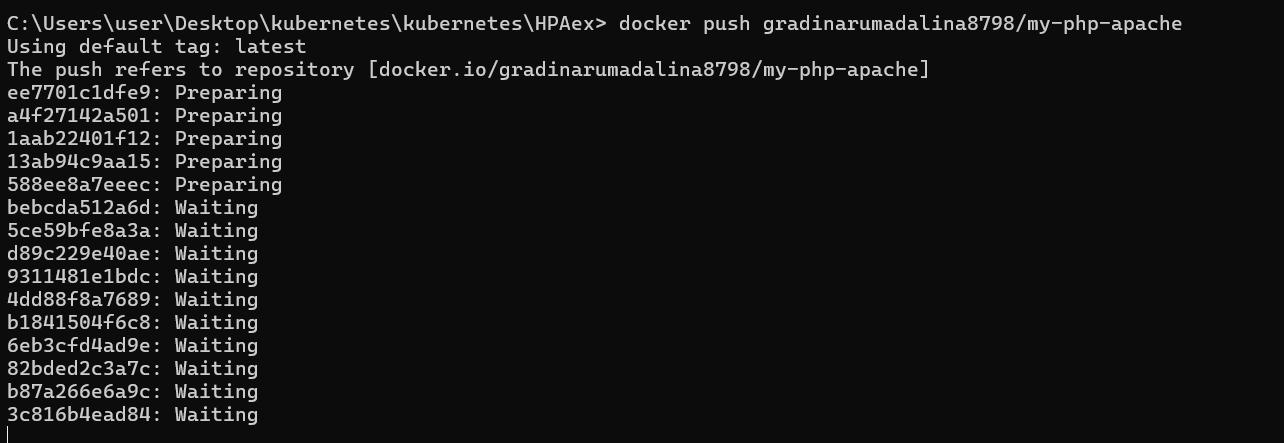 C:\Users\user\Desktop\kubernetes\kubernetes\HPAex> docker push gradinarumadalina8798/my-php-apache
Using default tag: latest
The push refers to repository [docker.io/gradinarumadalina8798/my-php-apache]
ee7701c1dfe9: Preparing
a4f27142a501: Preparing
1aab22401f12: Preparing
13ab94c9aa15: Preparing
588ee8a7eeec: Preparing
bebcda512a6d: Waiting
5ce59bfe8a3a: Waiting
d89c229e40ae: Waiting
9311481e1bdc: Waiting
4dd88f8a7689: Waiting
b1841504f6c8: Waiting
6eb3cfd4ad9e: Waiting
82bded2c3a7c: Waiting
b87a266e6a9c: Waiting
3c816b4ead84: Waiting